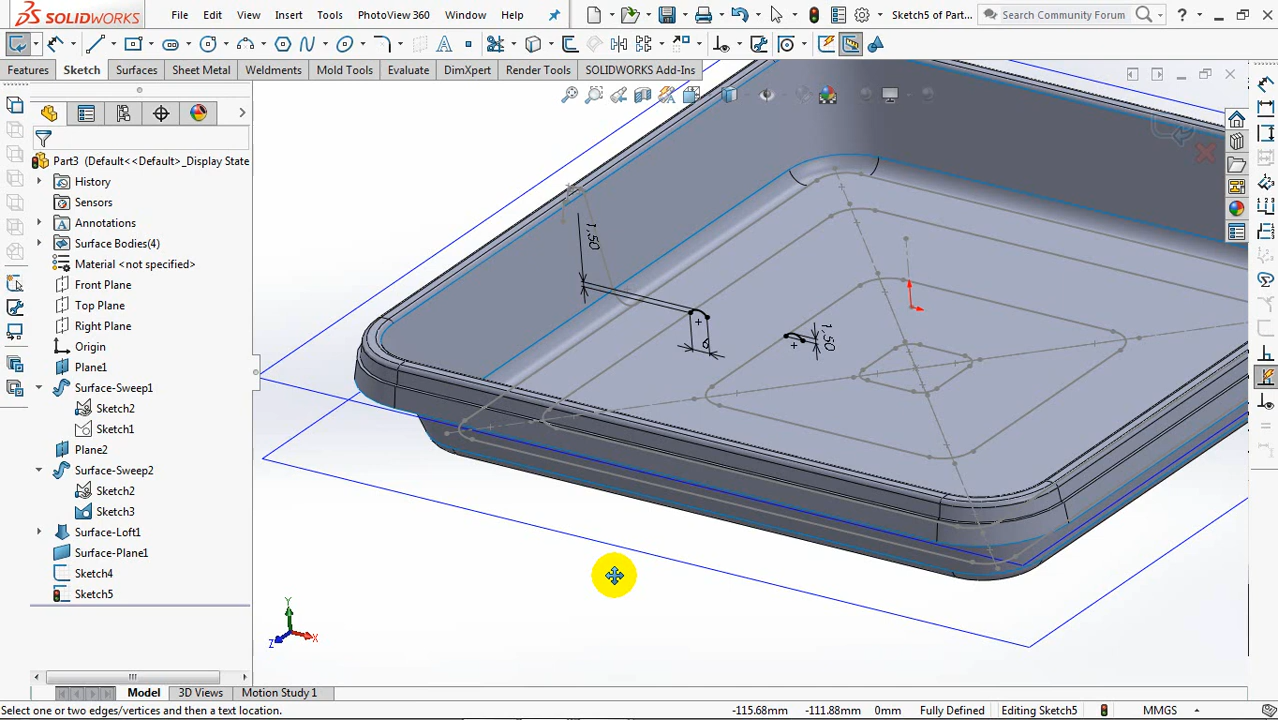 SOLIDWORKS File Edit View Insert Tools PhotoView 360 Window Help Sketch5 of Part... Search Community Forum ?
Features Sketch Surfaces Sheet Metal Weldments Mold Tools Evaluate DimXpert Render Tools SOLIDWORKS Add-Ins
Part3 (Default<<Default>_Display State
History
Sensors
Annotations
Surface Bodies(4)
Material <not specified>
Front Plane
Top Plane
Right Plane
Origin
Plane1
Surface-Sweep1
Sketch2
Sketch1
Plane2
Surface-Sweep2
Sketch2
Sketch3
Surface-Loft1
Surface-Plane1
Sketch4
Sketch5
1.50
1.50
Y
X
Z
Model 3D Views Motion Study 1
Select one or two edges/vertices and then a text location. -115.68mm -111.88mm 0mm Fully Defined Editing Sketch5 MMGS